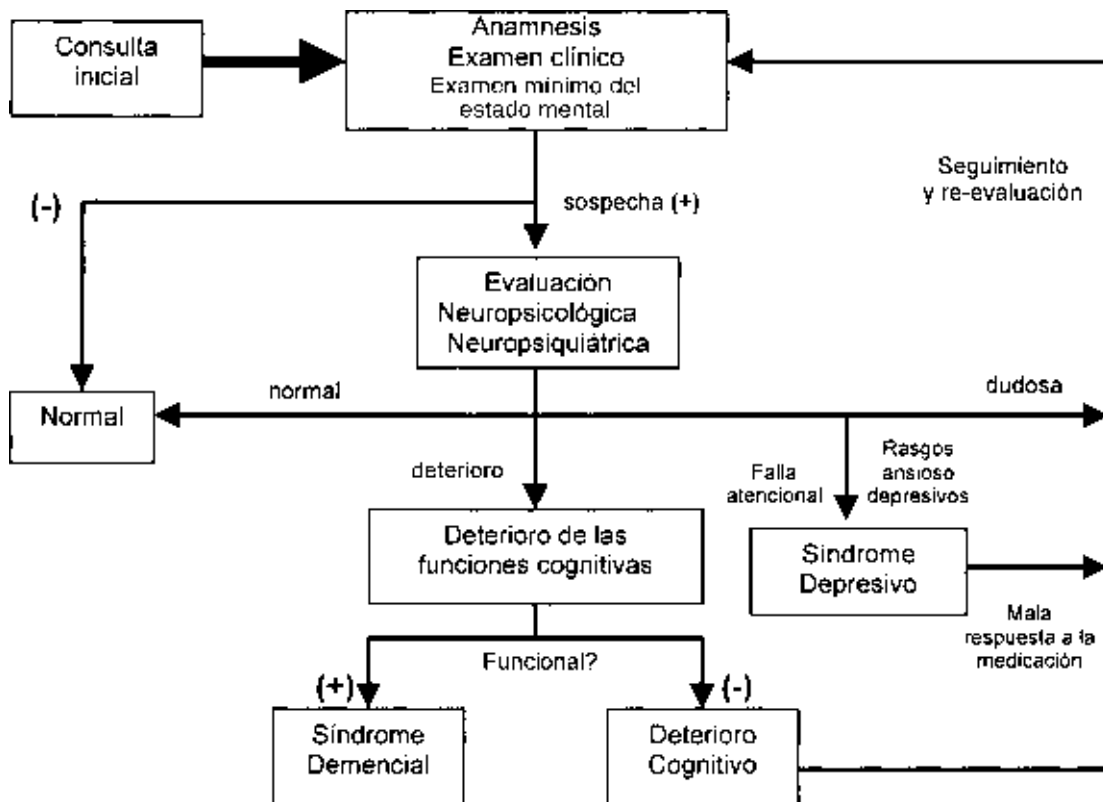 Consulta
inicial
Anamnesis
Examen clínico
Examen mínimo del
estado mental
Seguimiento
y re-evaluación
(-)
sospecha (+)
Evaluación
Neuropsicológica
Neuropsiquiátrica
normal
dudosa
Normal
deterioro
Falla
atencional
Rasgos
ansioso
depresivos
Deterioro de las
funciones cognitivas
Síndrome
Depresivo
Mala
respuesta a la
medicación
Funcional?
(+)
(-)
Síndrome
Demencial
Deterioro
Cognitivo